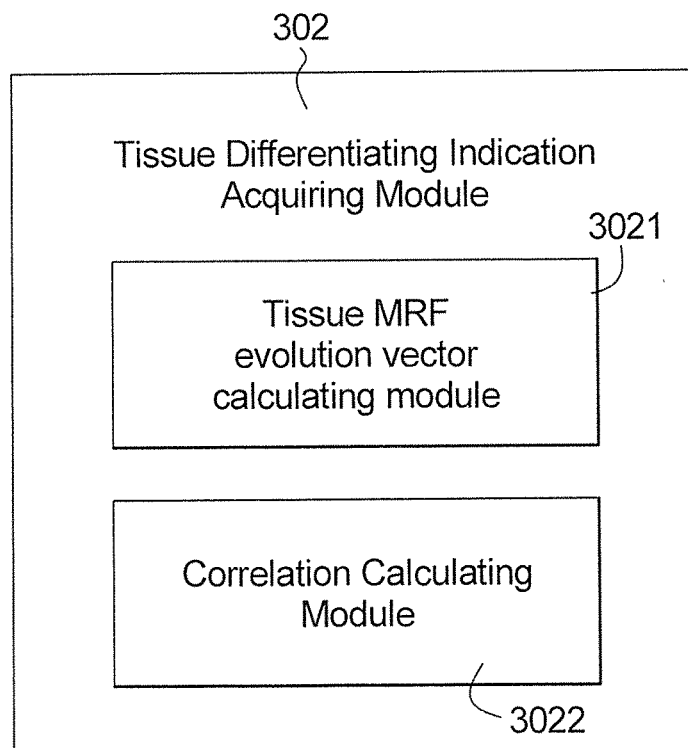 302
Tissue Differentiating Indication
Acquiring Module
3021
Tissue MRF
evolution vector
calculating module
Correlation Calculating
Module
3022